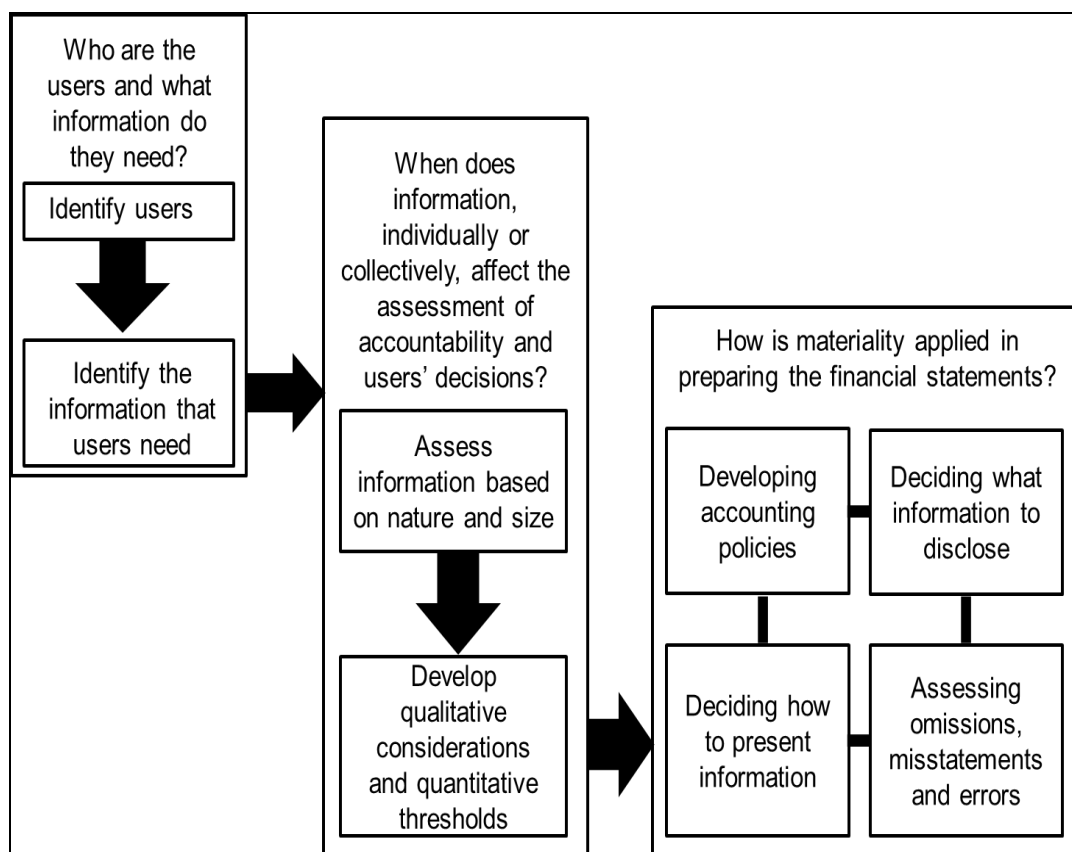 Who are the
users and what
information do
they need?
Identify users
Identify the
information that
users need
When does
information,
individually or
collectively, affect the
assessment of
accountability and
users’ decisions?
Assess
information based
on nature and size
Develop
qualitative
considerations
and quantitative
thresholds
How is materiality applied in
preparing the financial statements?
Developing
accounting
policies
Deciding what
information to
disclose
Deciding how
to present
information
Assessing
omissions,
misstatements
and errors